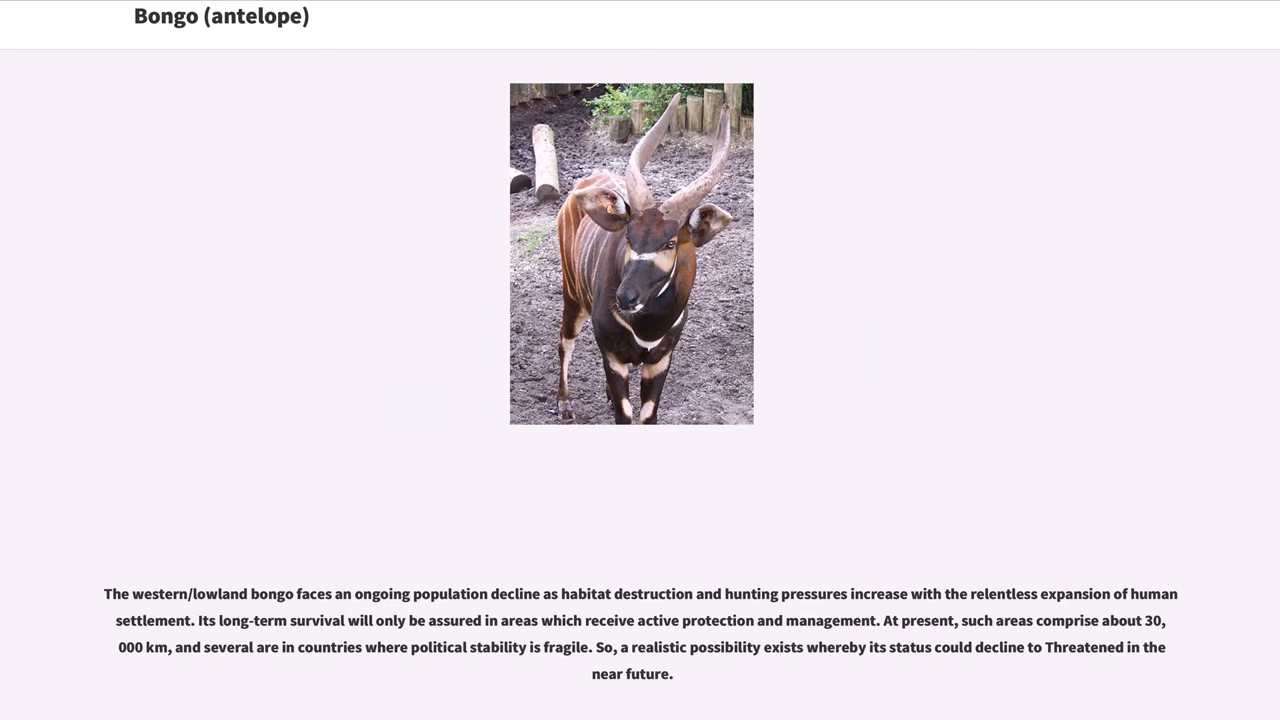 Bongo (antelope)
The western/lowland bongo faces an ongoing population decline as habitat destruction and hunting pressures increase with the relentless expansion of human
settlement. Its long-term survival will only be assured in areas which receive active protection and management. At present, such areas comprise about 30,
000 km, and several are in countries where political stability is fragile. So, a realistic possibility exists whereby its status could decline to Threatened in the
near future.